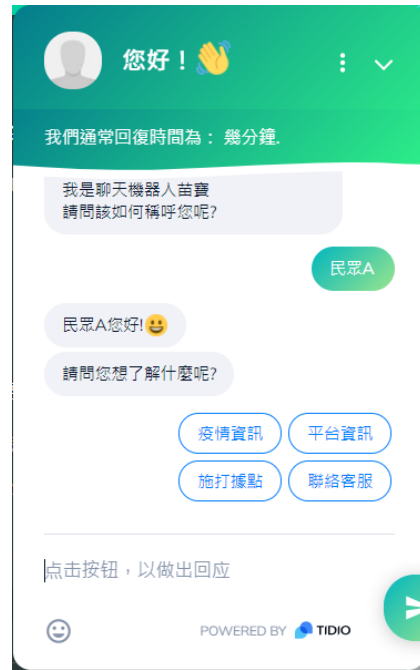 您好！👋
我們通常回復時間為： 幾分鐘.
我是聊天機器人苗寶
請問該如何稱呼您呢?
民眾A
民眾A您好!😀
請問您想了解什麼呢?
疫情資訊
平台資訊
施打據點
聯絡客服
点击按钮，以做出回应
POWERED BY TIDIO